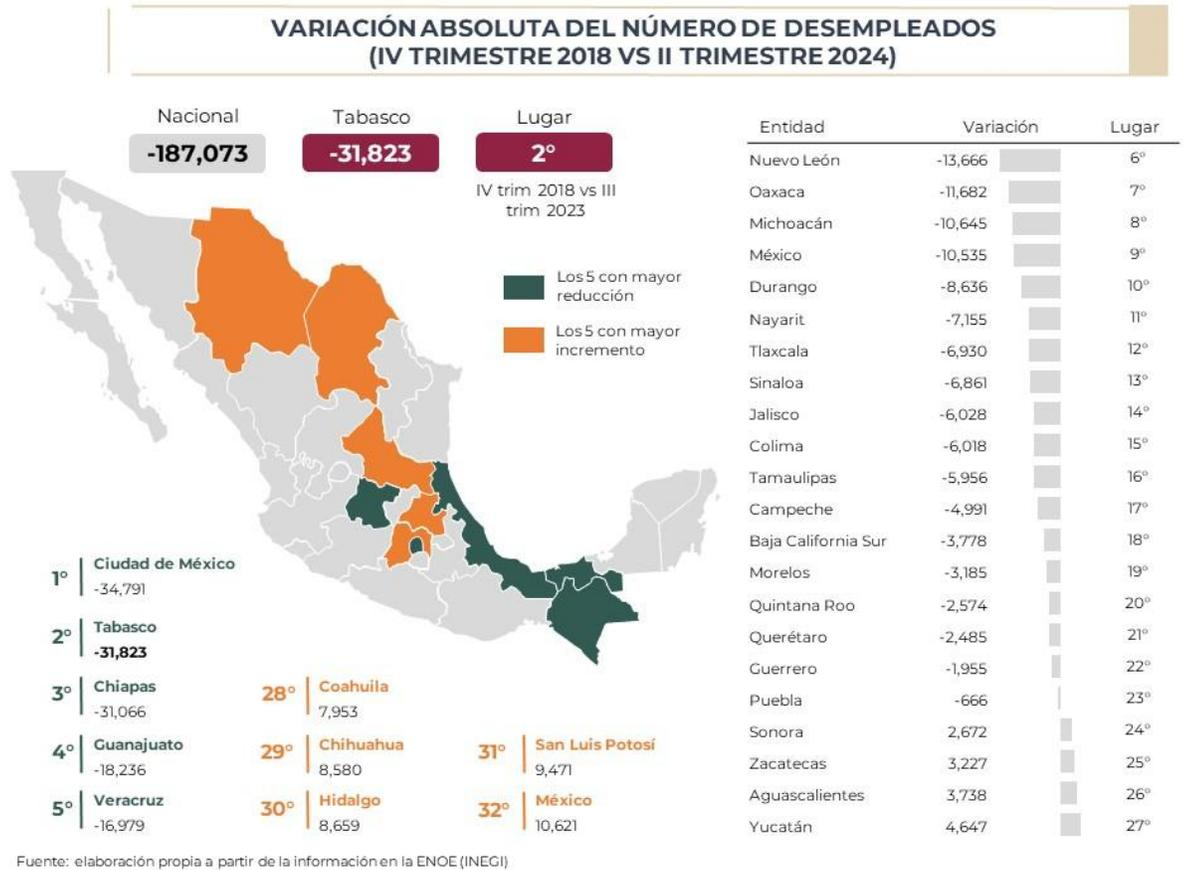 VARIACIÓN ABSOLUTA DEL NÚMERO DE DESEMPLEADOS
(IV TRIMESTRE 2018 VS II TRIMESTRE 2024)
Nacional
-187,073
Tabasco
-31,823
Lugar
2°
IV trim 2018 vs III
trim 2023
Los 5 con mayor
reducción
Los 5 con mayor
incremento
1° Ciudad de México
-34,791
2° Tabasco
-31,823
3° Chiapas
-31,066
4° Guanajuato
-18,236
5° Veracruz
-16,979
28° Coahuila
7,953
29° Chihuahua
8,580
30° Hidalgo
8,659
31° San Luis Potosí
9,471
32° México
10,621
Entidad Variación Lugar
Nuevo León -13,666 6°
Oaxaca -11,682 7°
Michoacán -10,645 8°
México -10,535 9°
Durango -8,636 10°
Nayarit -7,155 11°
Tlaxcala -6,930 12°
Sinaloa -6,861 13°
Jalisco -6,028 14°
Colima -6,018 15°
Tamaulipas -5,956 16°
Campeche -4,991 17°
Baja California Sur -3,778 18°
Morelos -3,185 19°
Quintana Roo -2,574 20°
Querétaro -2,485 21°
Guerrero -1,955 22°
Puebla -666 23°
Sonora 2,672 24°
Zacatecas 3,227 25°
Aguascalientes 3,738 26°
Yucatán 4,647 27°
Fuente: elaboración propia a partir de la información en la ENOE (INEGI)